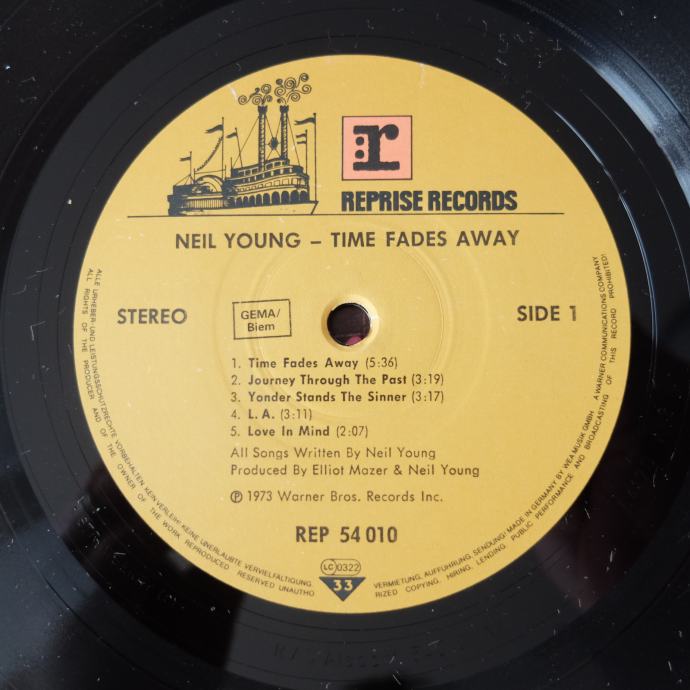 r
REPRISE RECORDS
NEIL YOUNG – TIME FADES AWAY
STEREO
GEMA/
Biem
SIDE 1
1. Time Fades Away (5:36)
2. Journey Through The Past (3:19)
3. Yonder Stands The Sinner (3:17)
4. L.A. (3:11)
5. Love In Mind (2:07)
All Songs Written By Neil Young
Produced By Elliot Mazer & Neil Young
℗ 1973 Warner Bros. Records Inc.
REP 54 010
LC 0322
33
ALLE URHEBER- UND LEISTUNGSSCHUTZRECHTE VORBEHALTEN. KEIN VERLEIH! KEINE UNERLAUBTE VERVIELFÄLTIGUNG,
VERMIETUNG, AUFFÜHRUNG, SENDUNG! MADE IN GERMANY BY WEA MUSIK GMBH. A WARNER COMMUNICATIONS COMPANY
ALL RIGHTS OF THE PRODUCER AND OF THE OWNER OF THE WORK REPRODUCED RESERVED UNAUTHO
RIZED COPYING, HIRING, LENDING PUBLIC PERFORMANCE AND BROADCASTING OF THIS RECORD PROHIBITED!